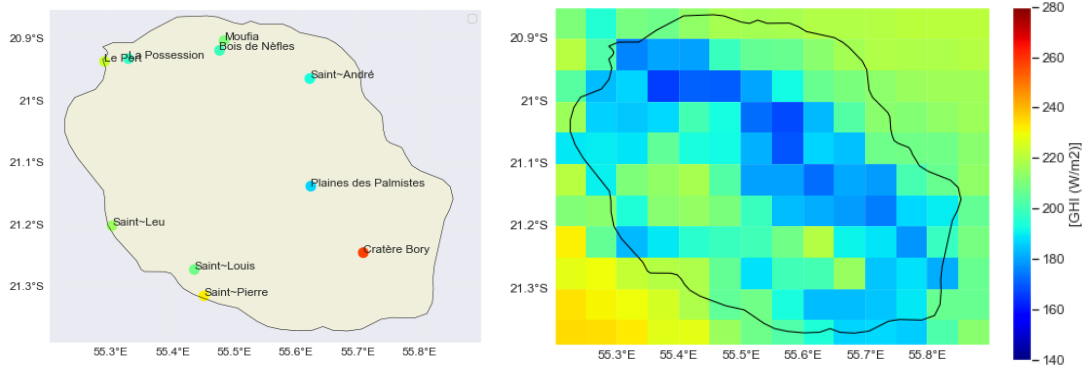 20.9°S
21°S
21.1°S
21.2°S
21.3°S
Moufia
Bois de Nèfles
Le Port
La Possession
Saint~André
Plaines des Palmistes
Saint~Leu
Cratère Bory
Saint~Louis
Saint~Pierre
55.3°E 55.4°E 55.5°E 55.6°E 55.7°E 55.8°E
20.9°S
21°S
21.1°S
21.2°S
21.3°S
55.3°E 55.4°E 55.5°E 55.6°E 55.7°E 55.8°E
280
260
240
220
200
180
160
140
[GHI (W/m2)]